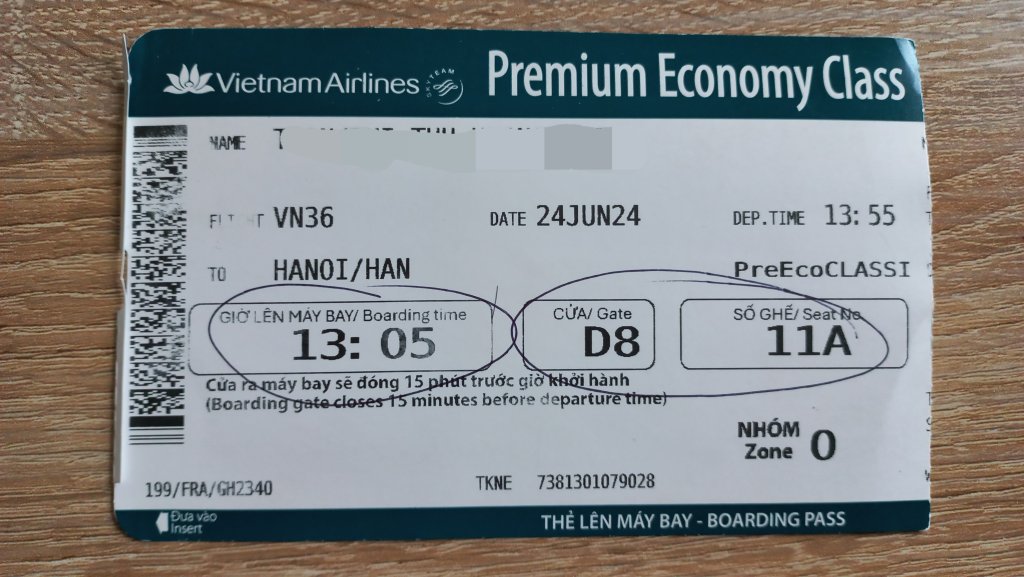 Vietnam Airlines SKYTEAM Premium Economy Class
NAME
FLIGHT VN36 DATE 24JUN24 DEP.TIME 13:55
TO HANOI/HAN PreEcoCLASSI
GIỜ LÊN MÁY BAY/ Boarding time CỬA/ Gate SỐ GHẾ/ Seat No
13: 05 D8 11A
Cửa ra máy bay sẽ đóng 15 phút trước giờ khởi hành
(Boarding gate closes 15 minutes before departure time)
NHÓM
Zone 0
199/FRA/GH2340 TKNE 7381301079028
Đưa vào
Insert
THẺ LÊN MÁY BAY - BOARDING PASS